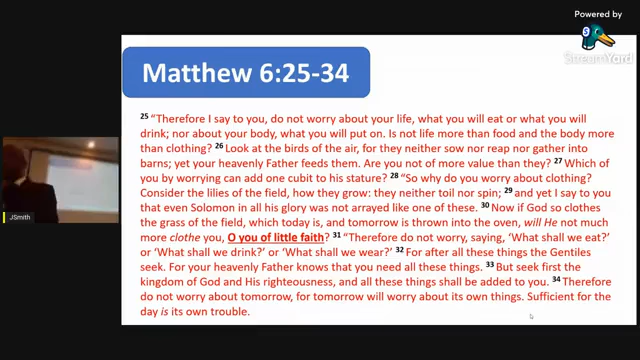 Powered by
S
StreamYard
Matthew 6:25-34
25 “Therefore I say to you, do not worry about your life, what you will eat or what you will
drink; nor about your body, what you will put on. Is not life more than food and the body more
than clothing? 26 Look at the birds of the air, for they neither sow nor reap nor gather into
barns; yet your heavenly Father feeds them. Are you not of more value than they? 27 Which of
you by worrying can add one cubit to his stature? 28 “So why do you worry about clothing?
Consider the lilies of the field, how they grow: they neither toil nor spin; 29 and yet I say to you
that even Solomon in all his glory was not arrayed like one of these. 30 Now if God so clothes
the grass of the field, which today is, and tomorrow is thrown into the oven, will He not much
more clothe you, O you of little faith? 31 “Therefore do not worry, saying, ‘What shall we eat?’
or ‘What shall we drink?’ or ‘What shall we wear?’ 32 For after all these things the Gentiles
seek. For your heavenly Father knows that you need all these things. 33 But seek first the
kingdom of God and His righteousness, and all these things shall be added to you. 34 Therefore
do not worry about tomorrow, for tomorrow will worry about its own things. Sufficient for the
day is its own trouble.
JSmith